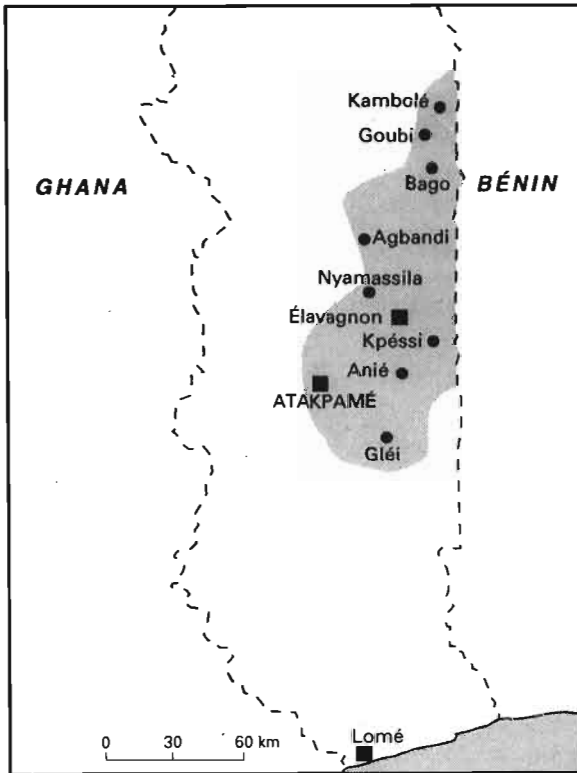 Kambolé
Goubi
GHANA
BÉNIN
Bago
Agbandi
Nyamassila
Élavagnon
Kpéssi
Anié
ATAKPAMÉ
Gléi
Lomé
0 30 60 km